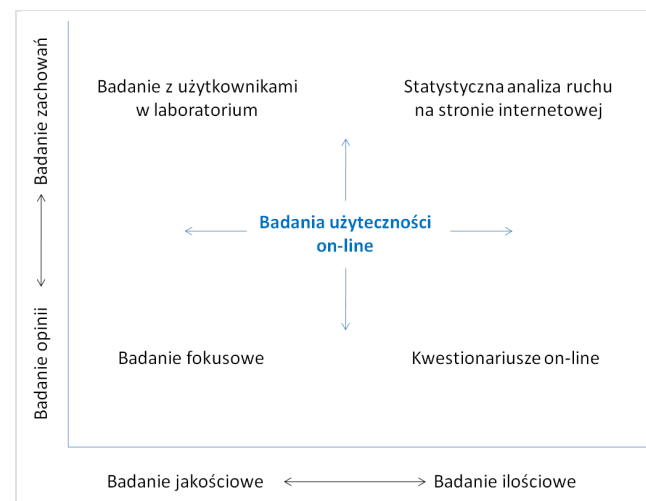 Badanie zachowań
Badanie z użytkownikami
w laboratorium
Statystyczna analiza ruchu
na stronie internetowej
Badania użyteczności
on-line
Badanie opinii
Badanie fokusowe
Kwestionariusze on-line
Badanie jakościowe
Badanie ilościowe